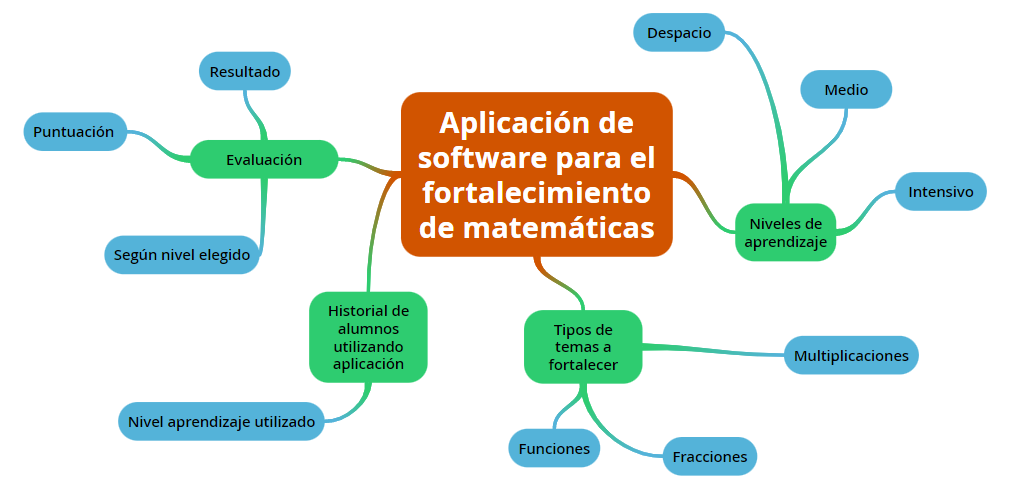 Aplicación de
software para el
fortalecimiento
de matemáticas
Evaluación
Resultado
Puntuación
Según nivel elegido
Historial de
alumnos
utilizando
aplicación
Nivel aprendizaje utilizado
Tipos de
temas a
fortalecer
Funciones
Fracciones
Multiplicaciones
Niveles de
aprendizaje
Despacio
Medio
Intensivo